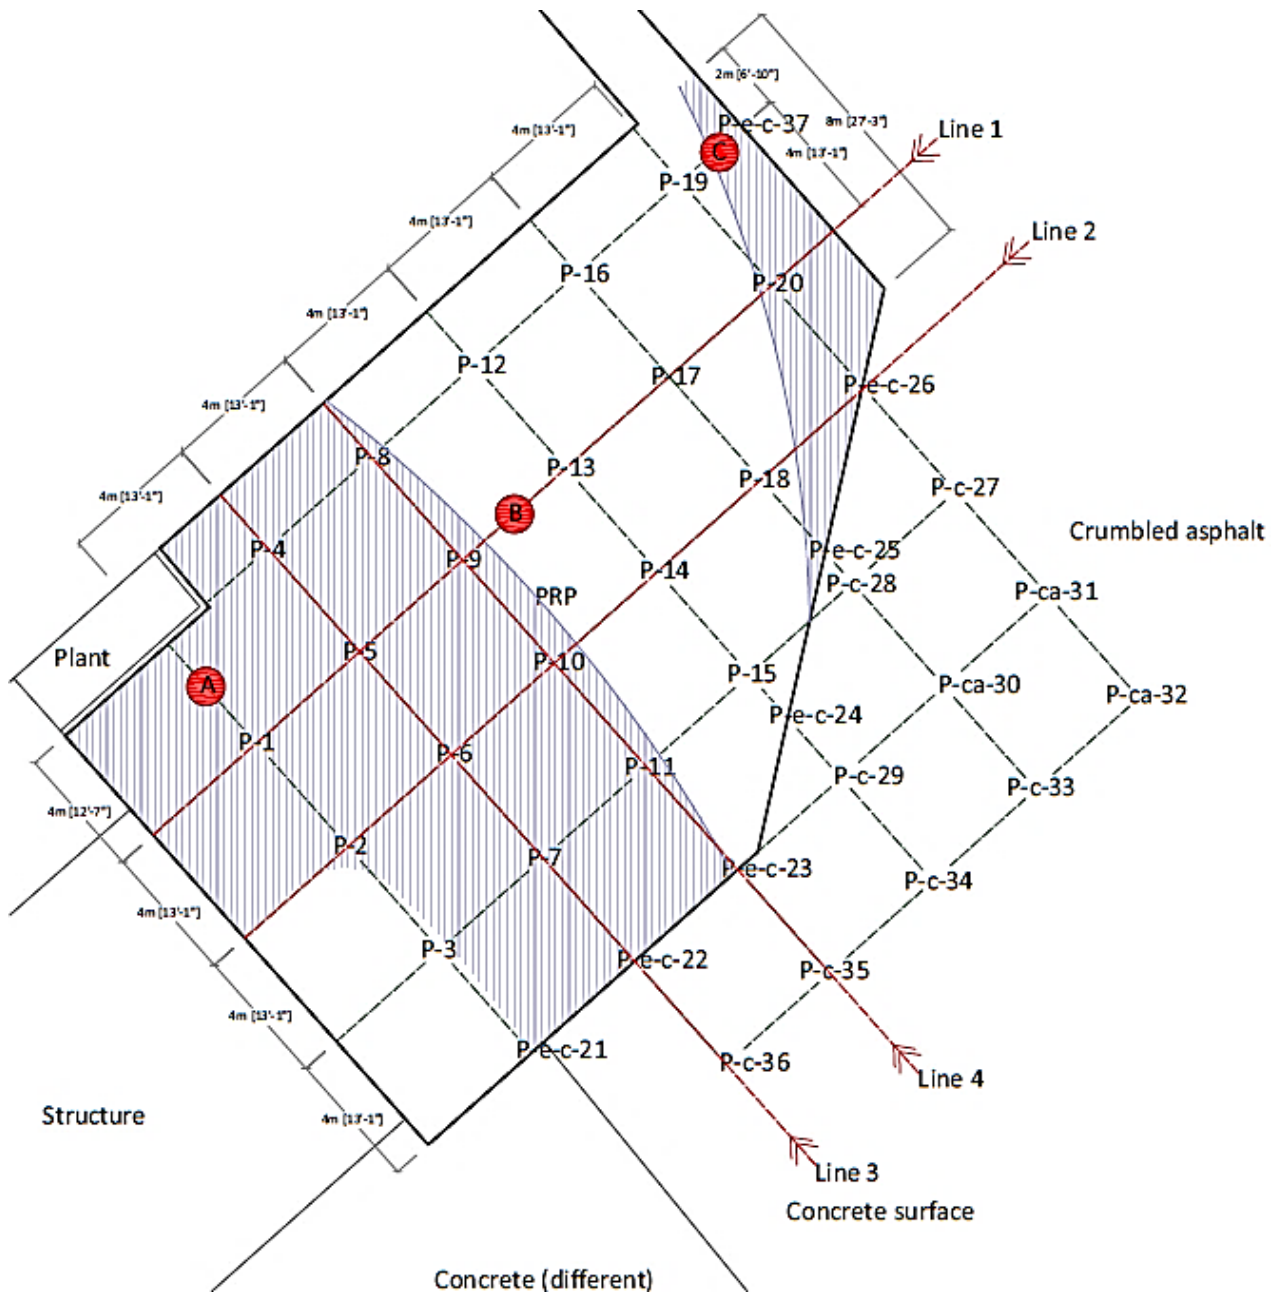 2m [6'-10"]
4m [13'-1"]
P-e-c-37
8m [27'-3"]
Line 1
C
4m [13'-1"]
P-19
4m [13'-1"]
Line 2
P-16
P-20
4m [13'-1"]
P-12
P-17
P-e-c-26
4m [13'-1"]
P-8
P-13
P-18
P-c-27
4m [13'-1"]
B
Crumbled asphalt
P-4
P-9
P-e-c-25
P-14
P-c-28
PRP
P-ca-31
Plant
P-5
P-10
P-15
A
P-ca-30
P-ca-32
P-e-c-24
P-1
P-6
P-11
P-c-29
P-c-33
4m [12'-7"]
P-2
P-7
P-e-c-23
P-c-34
4m [13'-1"]
P-3
P-e-c-22
P-c-35
4m [13'-1"]
P-e-c-21
P-c-36
Line 4
4m [13'-1"]
Structure
Line 3
Concrete surface
Concrete (different)